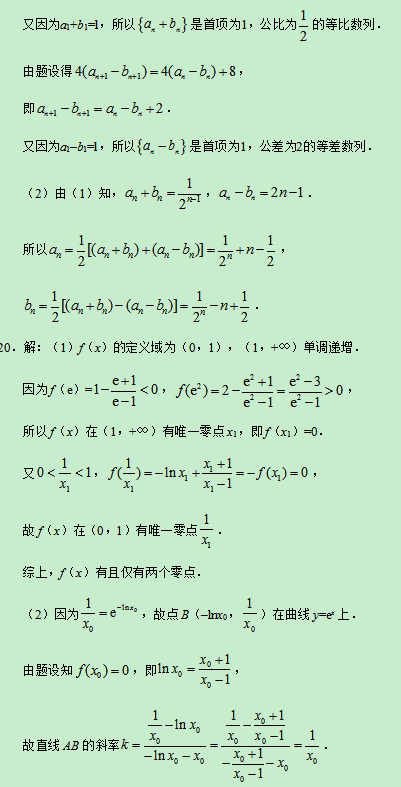 又因为a₁+b₁=1，所以{aₙ+bₙ}是首项为1，公比为1/2的等比数列．
由题设得4(aₙ₊₁−bₙ₊₁)=4(aₙ−bₙ)+8，
即aₙ₊₁−bₙ₊₁=aₙ−bₙ+2．
又因为a₁–b₁=1，所以{aₙ−bₙ}是首项为1，公差为2的等差数列．
（2）由（1）知，aₙ+bₙ=1/2ⁿ⁻¹，aₙ−bₙ=2n−1．
所以aₙ=1/2[(aₙ+bₙ)+(aₙ−bₙ)]=1/2ⁿ+n−1/2，
bₙ=1/2[(aₙ+bₙ)−(aₙ−bₙ)]=1/2ⁿ−n+1/2．
20．解：（1）f（x）的定义域为（0，1），（1，+∞）单调递增．
因为f（e）=1−(e+1)/(e−1)<0，f(e²)=2−(e²+1)/(e²−1)=(e²−3)/(e²−1)>0，
所以f（x）在（1，+∞）有唯一零点x₁，即f（x₁）=0．
又0<1/x₁<1，f(1/x₁)=−ln x₁+(x₁+1)/(x₁−1)=−f(x₁)=0，
故f（x）在（0，1）有唯一零点1/x₁．
综上，f（x）有且仅有两个零点．
（2）因为1/x₀=e^(−ln x₀)，故点B（–lnx₀，1/x₀）在曲线y=eˣ上．
由题设知f(x₀)=0，即ln x₀=(x₀+1)/(x₀−1)，
故直线AB的斜率k=(1/x₀−ln x₀)/(−ln x₀−x₀)=(1/x₀−(x₀+1)/(x₀−1))/(−(x₀+1)/(x₀−1)−x₀)=1/x₀．